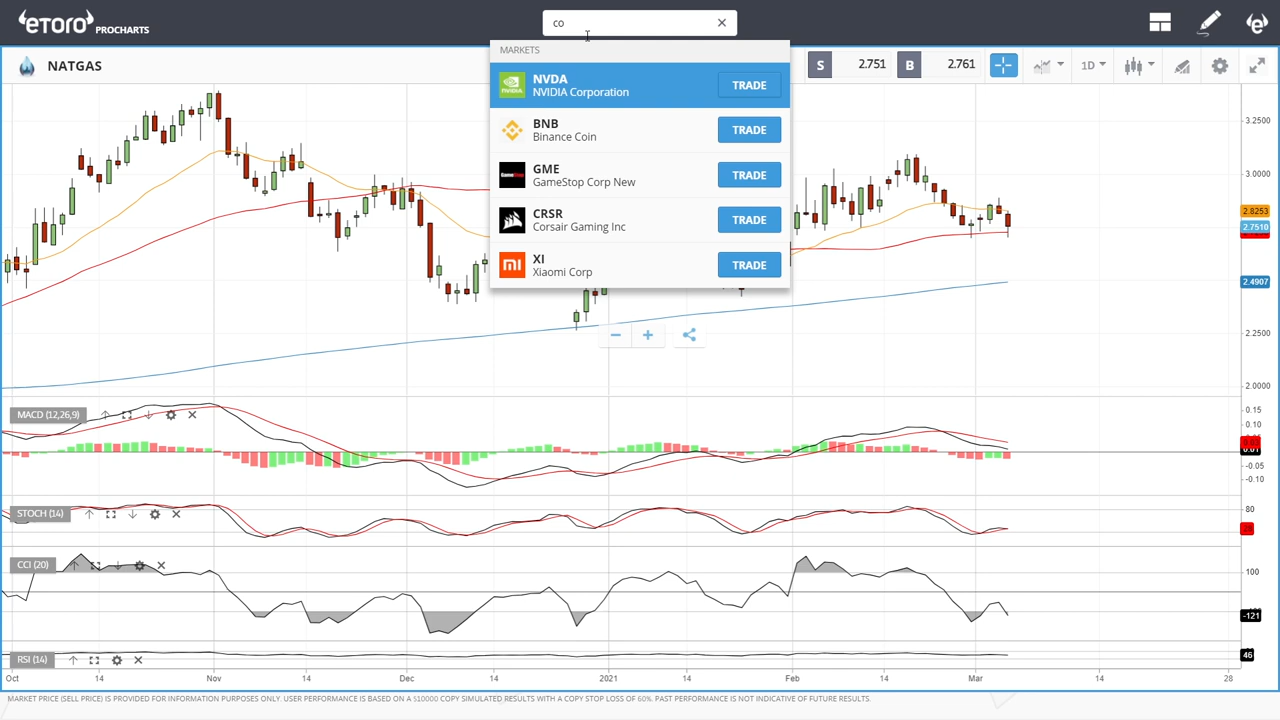 etoro PROCHARTS
co
MARKETS
NVDA
NVIDIA Corporation
TRADE
BNB
Binance Coin
TRADE
GME
GameStop Corp New
TRADE
CRSR
Corsair Gaming Inc
TRADE
XI
Xiaomi Corp
TRADE
NATGAS
S 2.751 B 2.761
1D
3.2500
3.0000
2.8253
2.7510
2.4907
2.2500
2.0000
MACD (12,26,9)
0.15
0.10
-0.05
-0.10
STOCH (14)
80
CCI (20)
100
-121
RSI (14)
46
Oct 14 Nov 14 Dec 14 2021 14 Feb 14 Mar 14 28
MARKET PRICE (SELL PRICE) IS PROVIDED FOR INFORMATION PURPOSES ONLY. USER PERFORMANCE IS BASED ON A $10000 COPY SIMULATED RESULTS WITH A COPY STOP LOSS OF 60%. PAST PERFORMANCE IS NOT INDICATIVE OF FUTURE RESULTS.